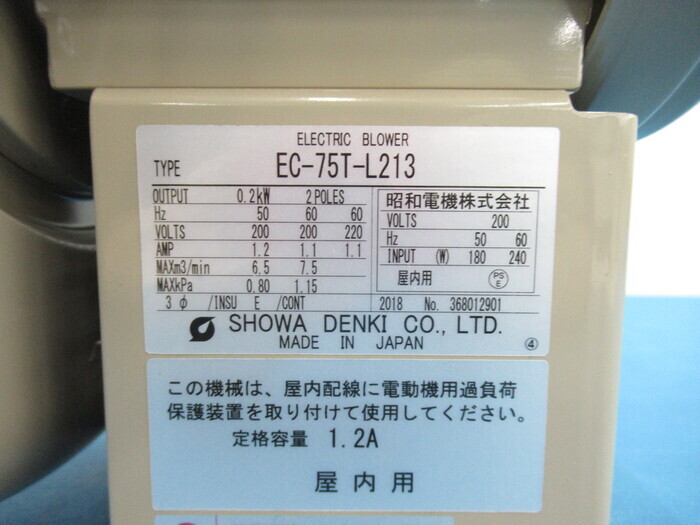 ELECTRIC BLOWER
TYPE EC-75T-L213
OUTPUT 0.2kW 2POLES
Hz 50 60 60
VOLTS 200 200 220
AMP 1.2 1.1 1.1
MAXm3/min 6.5 7.5
MAXkPa 0.80 1.15
3 φ /INSU E /CONT
昭和電機株式会社
VOLTS 200
Hz 50 60
INPUT (W) 180 240
屋内用 PS E
2018 No. 368012901
SHOWA DENKI CO., LTD.
MADE IN JAPAN ④
この機械は、屋内配線に電動機用過負荷
保護装置を取り付けて使用してください。
定格容量 1.2A
屋内用